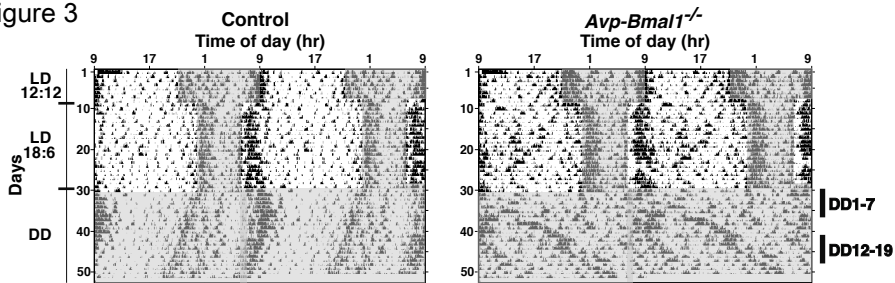 igure 3
Control
Time of day (hr)
9 17 1 9 17 1 9
Avp-Bmal1-/-
Time of day (hr)
9 17 1 9 17 1 9
Days
LD
12:12
LD
18:6
DD
1
10
20
30
40
50
1
10
20
30
40
50
DD1-7
DD12-19